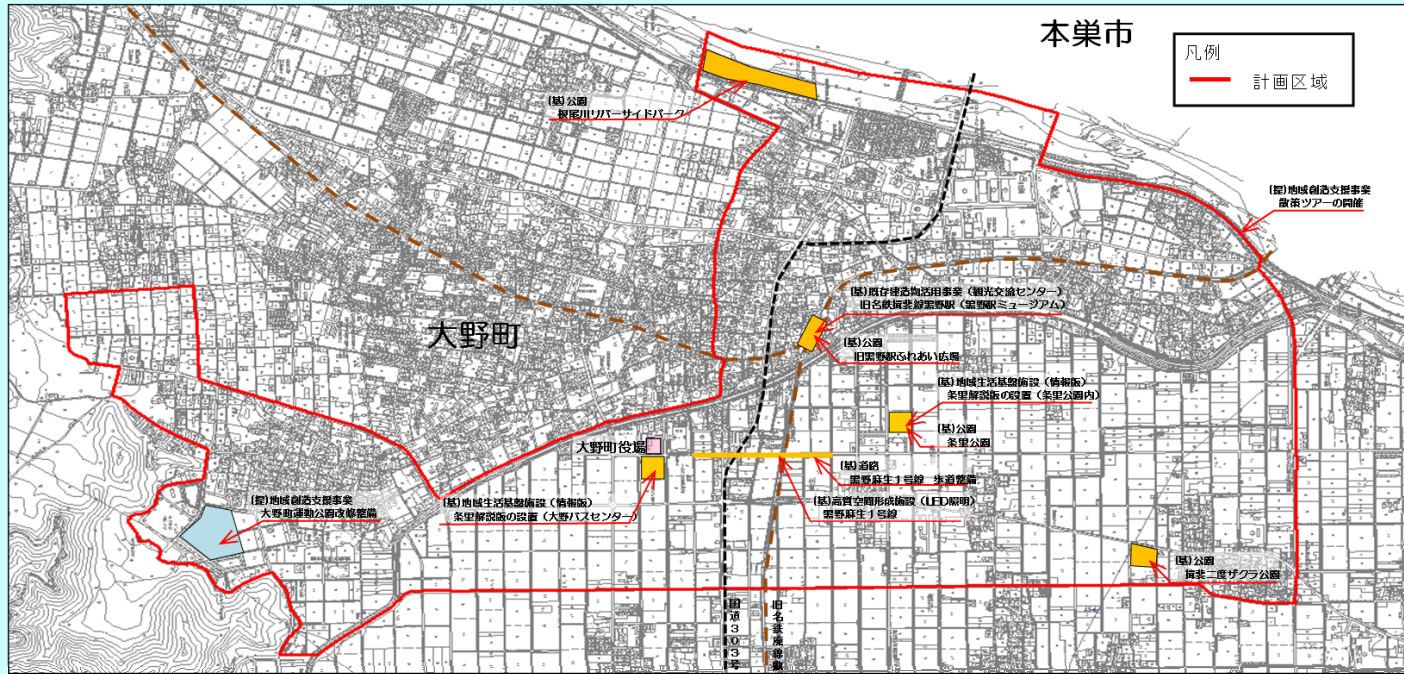 本巣市
凡例
計画区域
(基)公園
根尾川リバーサイドパーク
(提)地域創造支援事業
散策ツアーの開催
(基)既存建造物活用事業（観光交流センター）
旧名鉄揖斐線黒野駅（黒野駅ミュージアム）
(基)公園
旧黒野駅ふれあい広場
大野町
(基)地域生活基盤施設（情報版）
条里解説版の設置（条里公園内）
(基)公園
条里公園
大野町役場
(基)道路
黒野麻生１号線　歩道整備
(基)高質空間形成施設（LED照明）
黒野麻生１号線
(基)地域生活基盤施設（情報版）
条里解説版の設置（大野バスセンター）
(提)地域創造支援事業
大野町運動公園改修整備
(基)公園
揖斐二度ザクラ公園
国道３０３号
旧名鉄廃線敷